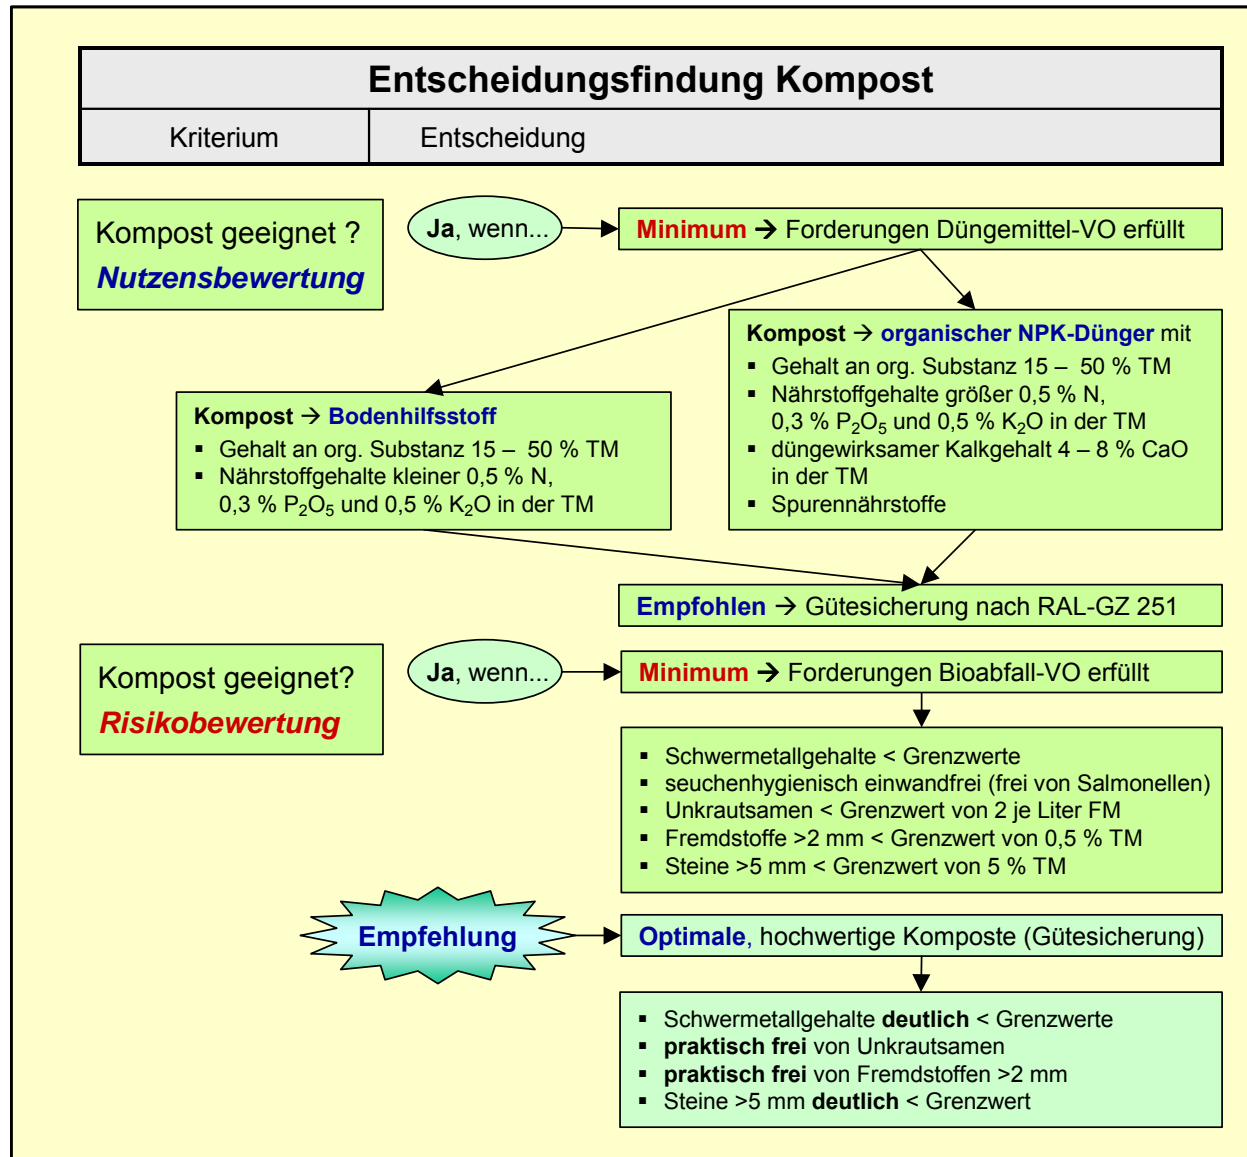 Entscheidungsfindung Kompost
Kriterium
Entscheidung
Kompost geeignet ?
Nutzensbewertung
Ja, wenn...
Minimum → Forderungen Düngemittel-VO erfüllt
Kompost → organischer NPK-Dünger mit
▪ Gehalt an org. Substanz 15 – 50 % TM
▪ Nährstoffgehalte größer 0,5 % N,
0,3 % P₂O₅ und 0,5 % K₂O in der TM
▪ düngewirksamer Kalkgehalt 4 – 8 % CaO
in der TM
▪ Spurennährstoffe
Kompost → Bodenhilfsstoff
▪ Gehalt an org. Substanz 15 – 50 % TM
▪ Nährstoffgehalte kleiner 0,5 % N,
0,3 % P₂O₅ und 0,5 % K₂O in der TM
Empfohlen → Gütesicherung nach RAL-GZ 251
Kompost geeignet?
Risikobewertung
Ja, wenn...
Minimum → Forderungen Bioabfall-VO erfüllt
▪ Schwermetallgehalte < Grenzwerte
▪ seuchenhygienisch einwandfrei (frei von Salmonellen)
▪ Unkrautsamen < Grenzwert von 2 je Liter FM
▪ Fremdstoffe >2 mm < Grenzwert von 0,5 % TM
▪ Steine >5 mm < Grenzwert von 5 % TM
Empfehlung
Optimale, hochwertige Komposte (Gütesicherung)
▪ Schwermetallgehalte deutlich < Grenzwerte
▪ praktisch frei von Unkrautsamen
▪ praktisch frei von Fremdstoffen >2 mm
▪ Steine >5 mm deutlich < Grenzwert